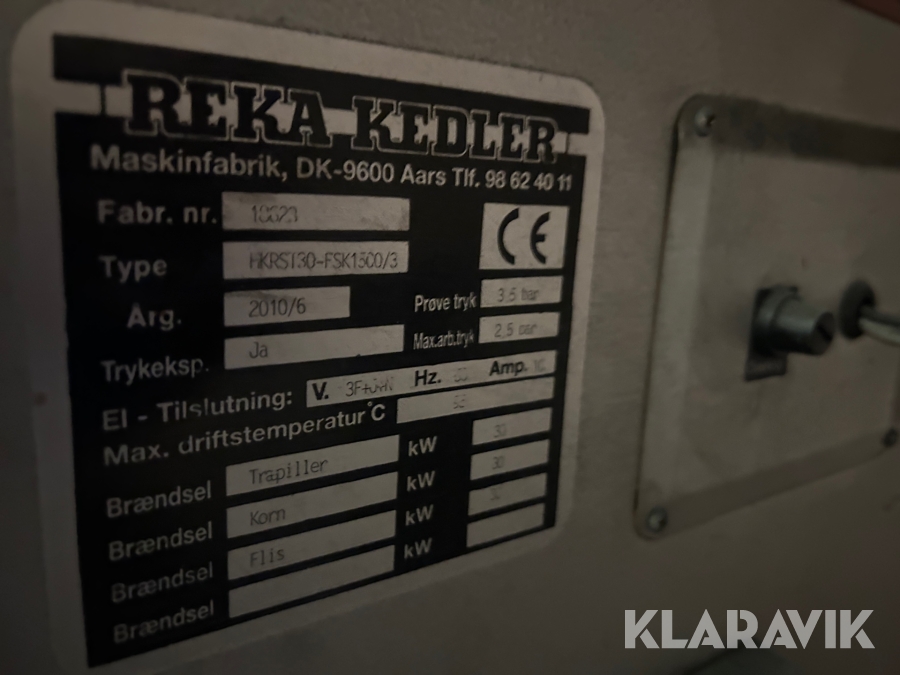 REKA KEDLER
Maskinfabrik, DK-9600 Aars Tlf. 98 62 40 11
Fabr. nr.
CE
Type HKRST30-FSK1300/3
Årg. 2010/6
Prøve tryk 3,5 bar
Trykeksp. Ja
Max.arb.tryk 2,5
El - Tilslutning: V. Hz. Amp.
Max. driftstemperatur °C
Brændsel Træpiller kW 30
Brændsel Korn kW 30
Brændsel Flis kW
Brændsel kW
KLARAVIK